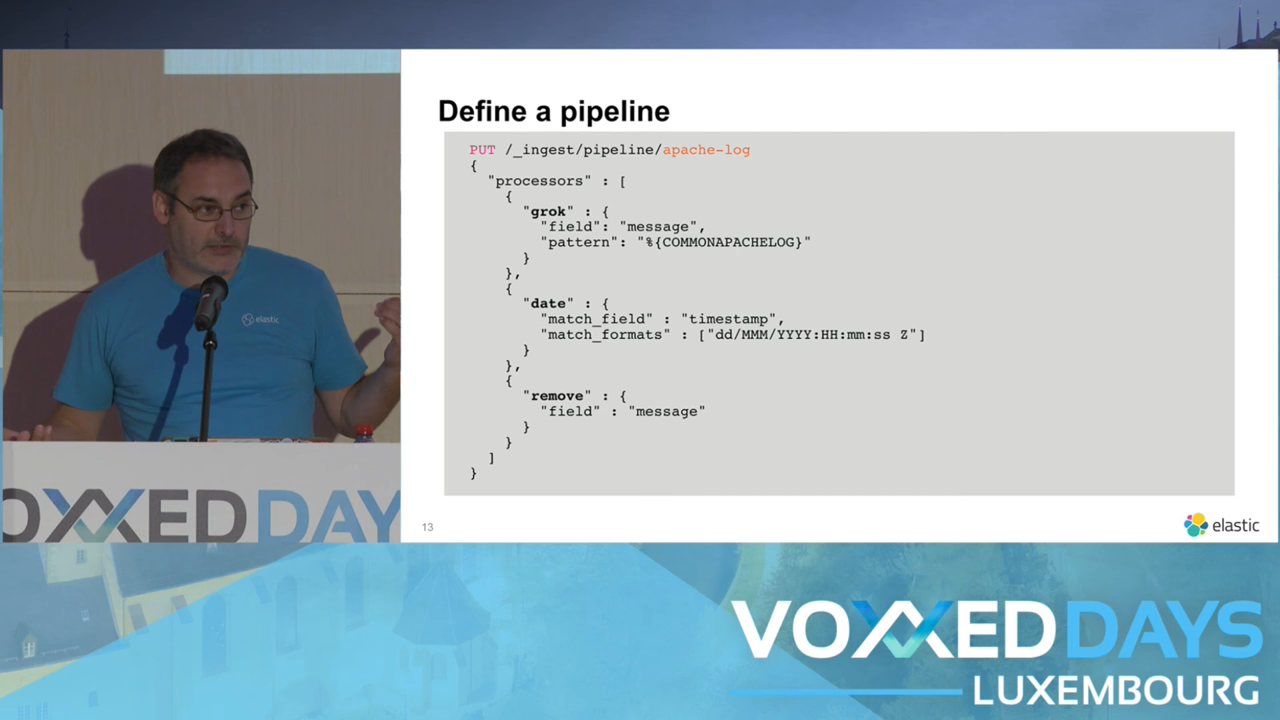 Define a pipeline
PUT /_ingest/pipeline/apache-log
{
"processors" : [
{
"grok" : {
"field": "message",
"pattern": "%{COMMONAPACHELOG}"
}
},
{
"date" : {
"match_field" : "timestamp",
"match_formats" : ["dd/MMM/YYYY:HH:mm:ss Z"]
}
},
{
"remove" : {
"field" : "message"
}
}
]
}
13
elastic
elastic
VOXXED DAYS
VOXXED DAYS
LUXEMBOURG